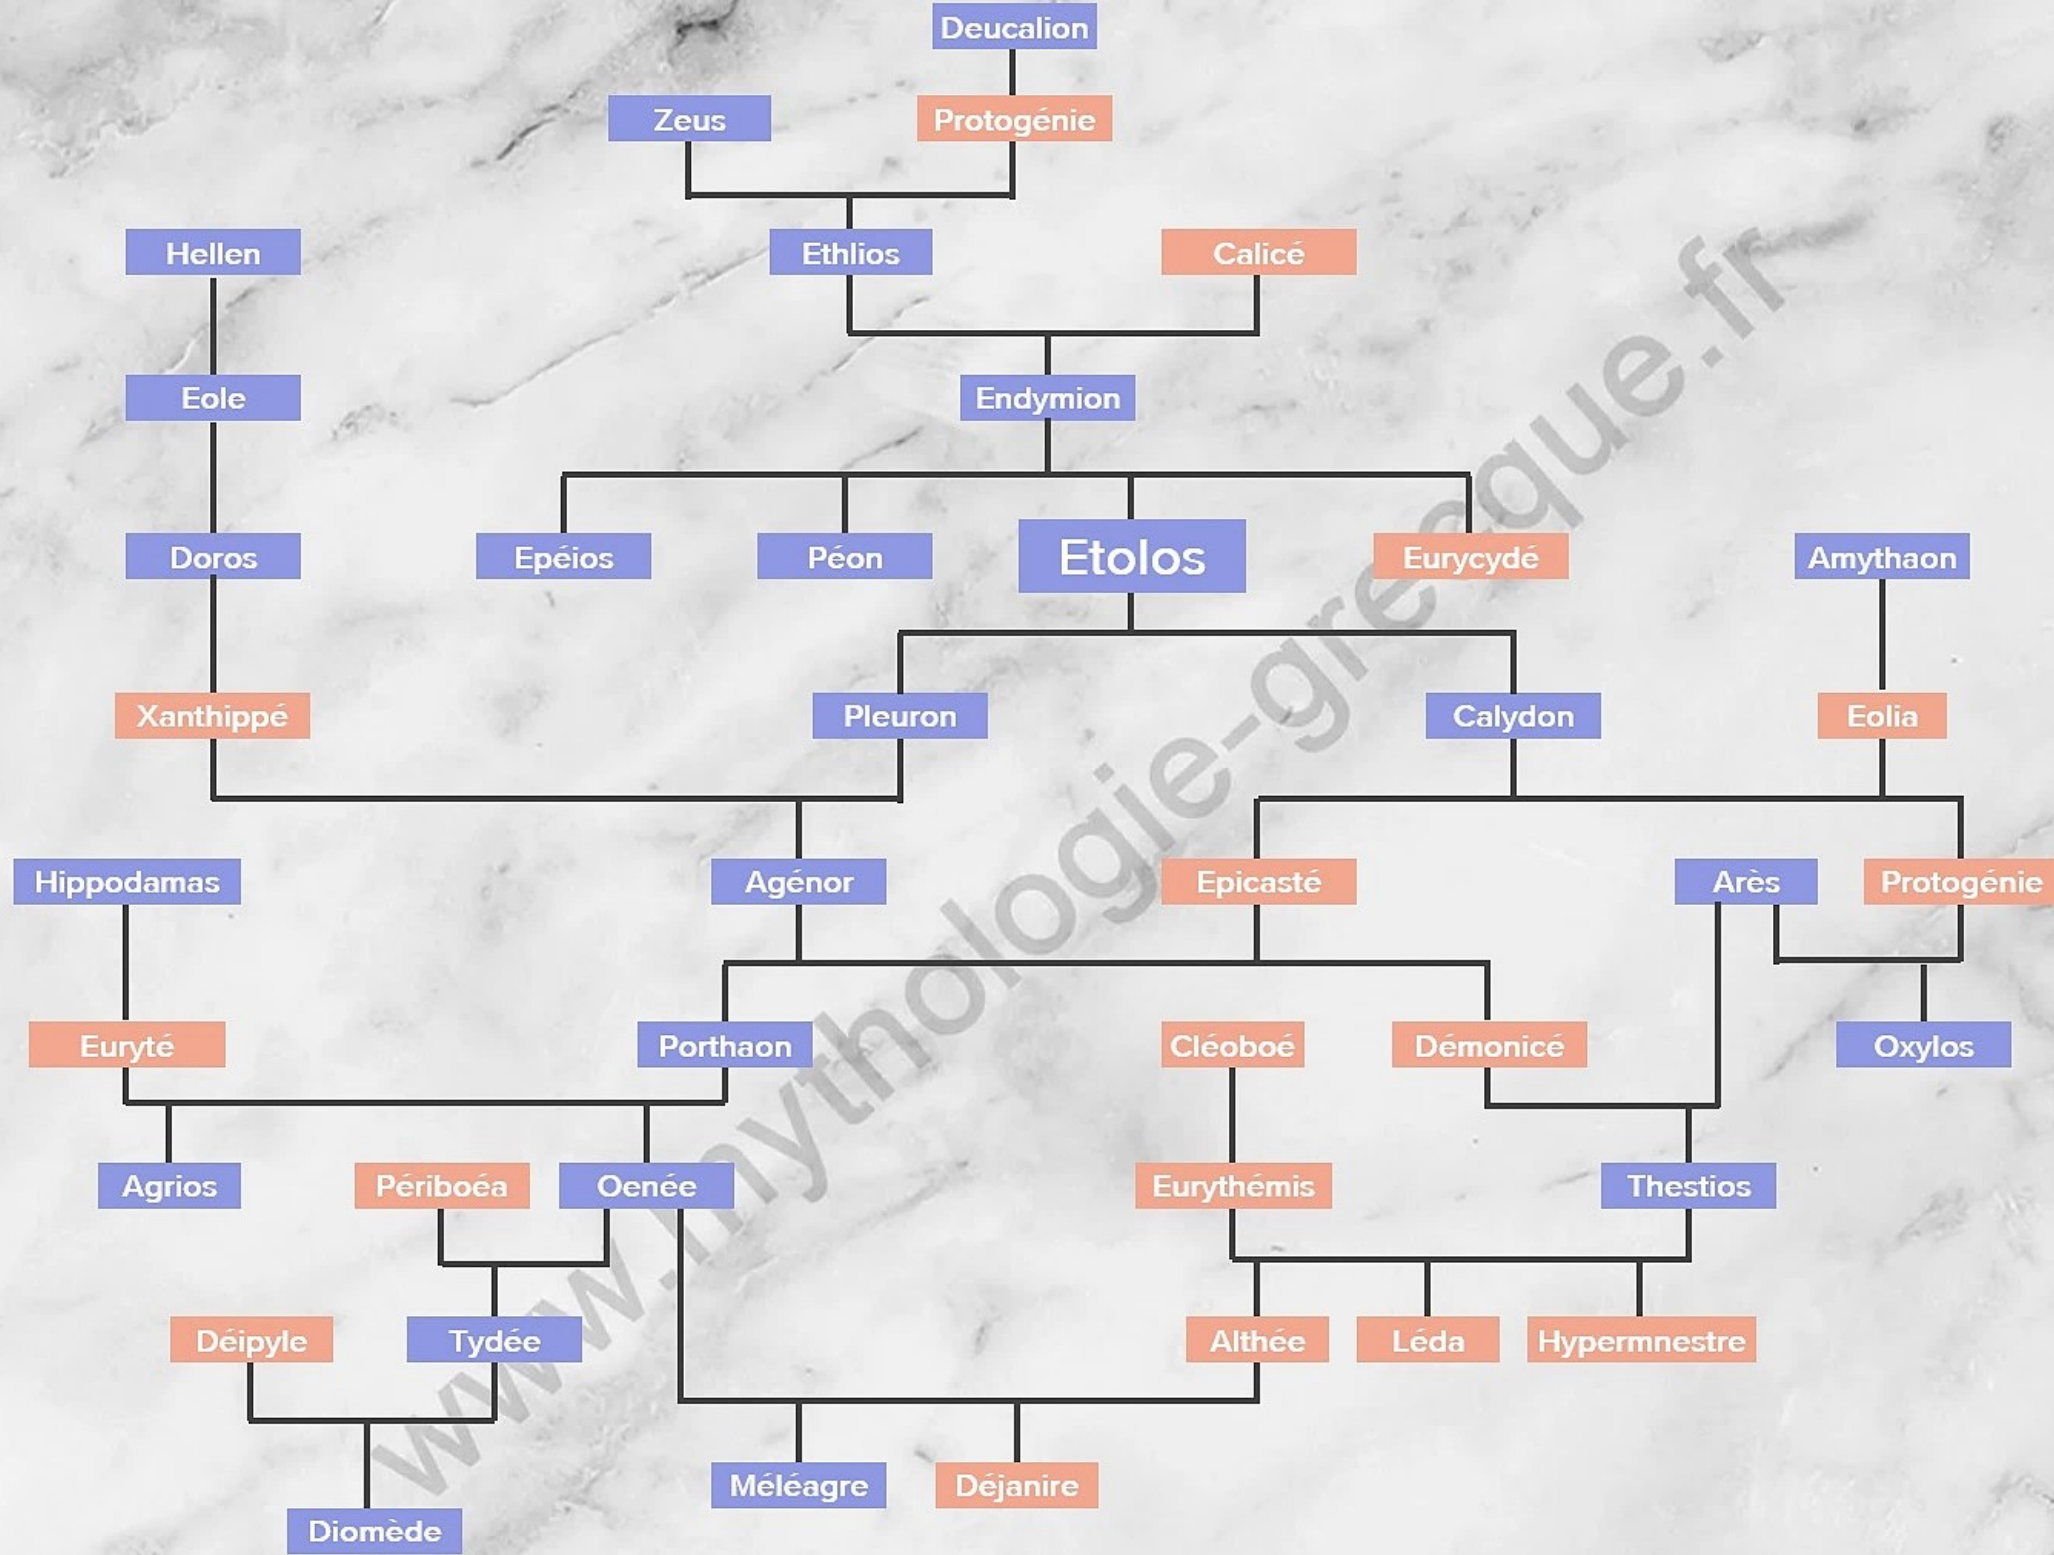 Deucalion
Zeus
Protogénie
Hellen
Ethlios
Calicé
Eole
Endymion
Doros
Epéios
Péon
Etolos
Eurycydé
Amythaon
Xanthippé
Pleuron
Calydon
Eolia
Hippodamas
Agénor
Epicasté
Arès
Protogénie
Euryté
Porthaon
Cléoboé
Démonicé
Oxylos
Agrios
Périboéa
Oenée
Eurythémis
Thestios
Déipyle
Tydée
Althée
Léda
Hypermnestre
Méléagre
Déjanire
Diomède
www.mythologie-grecque.fr